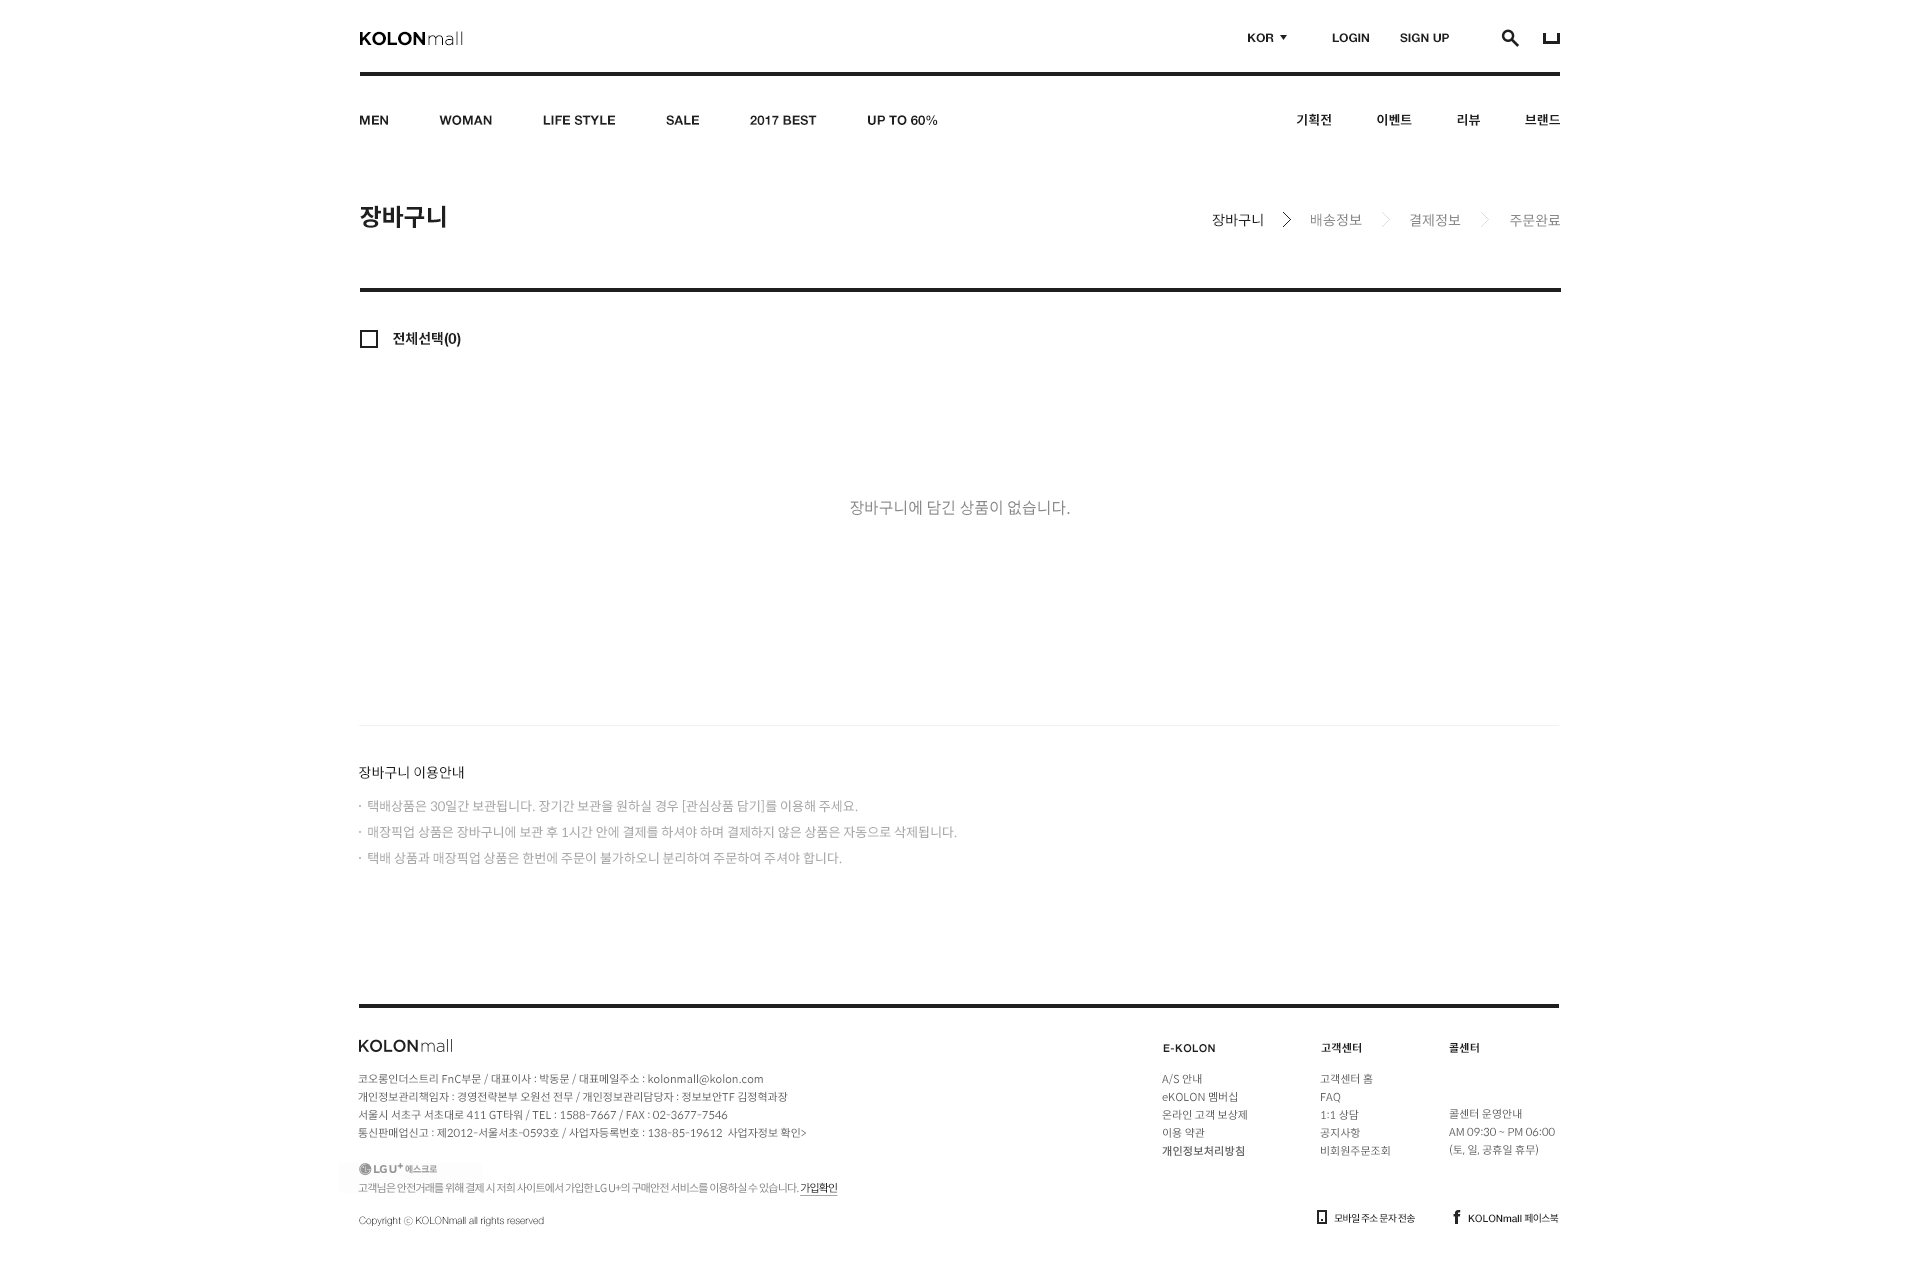 KOLONmall
KOR LOGIN SIGN UP
MEN WOMAN LIFE STYLE SALE 2017 BEST UP TO 60% 기획전 이벤트 리뷰 브랜드
장바구니
장바구니 배송정보 결제정보 주문완료
전체선택(0)
장바구니에 담긴 상품이 없습니다.
장바구니 이용안내
· 택배상품은 30일간 보관됩니다. 장기간 보관을 원하실 경우 [관심상품 담기]를 이용해 주세요.
· 매장픽업 상품은 장바구니에 보관 후 1시간 안에 결제를 하셔야 하며 결제하지 않은 상품은 자동으로 삭제됩니다.
· 택배 상품과 매장픽업 상품은 한번에 주문이 불가하오니 분리하여 주문하여 주셔야 합니다.
KOLONmall
코오롱인더스트리 FnC부문 / 대표이사 : 박동문 / 대표메일주소 : kolonmall@kolon.com
개인정보관리책임자 : 경영전략본부 오원선 전무 / 개인정보관리담당자 : 정보보안TF 김정혁과장
서울시 서초구 서초대로 411 GT타워 / TEL : 1588-7667 / FAX : 02-3677-7546
통신판매업신고 : 제2012-서울서초-0593호 / 사업자등록번호 : 138-85-19612 사업자정보 확인>
LG U+ 에스크로
고객님은 안전거래를 위해 결제 시 저희 사이트에서 가입한 LG U+의 구매안전 서비스를 이용하실 수 있습니다. 가입확인
Copyright ⓒ KOLONmall all rights reserved
E-KOLON
A/S 안내
eKOLON 멤버십
온라인 고객 보상제
이용 약관
개인정보처리방침
고객센터
고객센터 홈
FAQ
1:1 상담
공지사항
비회원주문조회
콜센터
콜센터 운영안내
AM 09:30 ~ PM 06:00
(토, 일, 공휴일 휴무)
모바일 주소 문자 전송
KOLONmall 페이스북